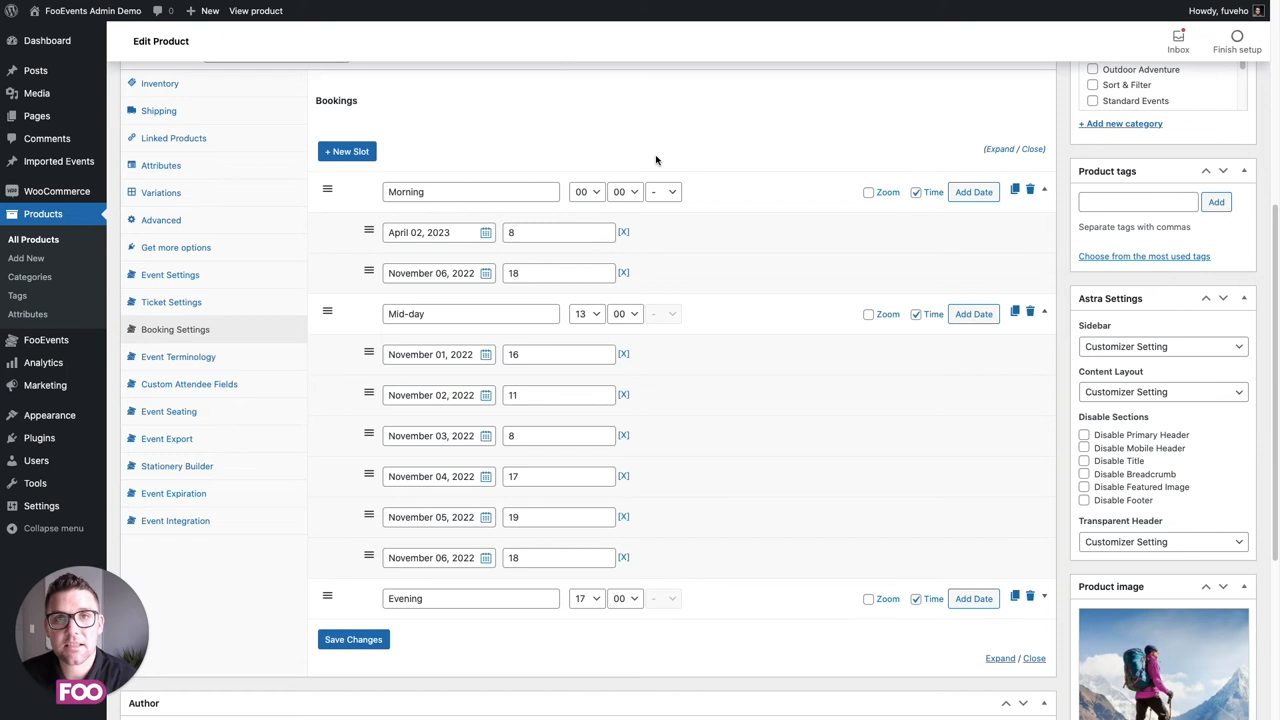 FooEvents Admin Demo
0
New
View product
Howdy, fuveho
Dashboard
Posts
Media
Pages
Comments
Imported Events
WooCommerce
Products
All Products
Add New
Categories
Tags
Attributes
FooEvents
Analytics
Marketing
Appearance
Plugins
Users
Tools
Settings
Collapse menu
Edit Product
Inbox
Finish setup
Inventory
Shipping
Linked Products
Attributes
Variations
Advanced
Get more options
Event Settings
Ticket Settings
Booking Settings
Event Terminology
Custom Attendee Fields
Event Seating
Event Export
Stationery Builder
Event Expiration
Event Integration
Bookings
+ New Slot
(Expand / Close)
Morning 00 00 - Zoom Time Add Date
April 02, 2023 8 [X]
November 06, 2022 18 [X]
Mid-day 13 00 - Zoom Time Add Date
November 01, 2022 16 [X]
November 02, 2022 11 [X]
November 03, 2022 8 [X]
November 04, 2022 17 [X]
November 05, 2022 19 [X]
November 06, 2022 18 [X]
Evening 17 00 - Zoom Time Add Date
Save Changes
Expand / Close
Author
Outdoor Adventure
Sort & Filter
Standard Events
+ Add new category
Product tags
Add
Separate tags with commas
Choose from the most used tags
Astra Settings
Sidebar
Customizer Setting
Content Layout
Customizer Setting
Disable Sections
Disable Primary Header
Disable Mobile Header
Disable Title
Disable Breadcrumb
Disable Featured Image
Disable Footer
Transparent Header
Customizer Setting
Product image
FOO